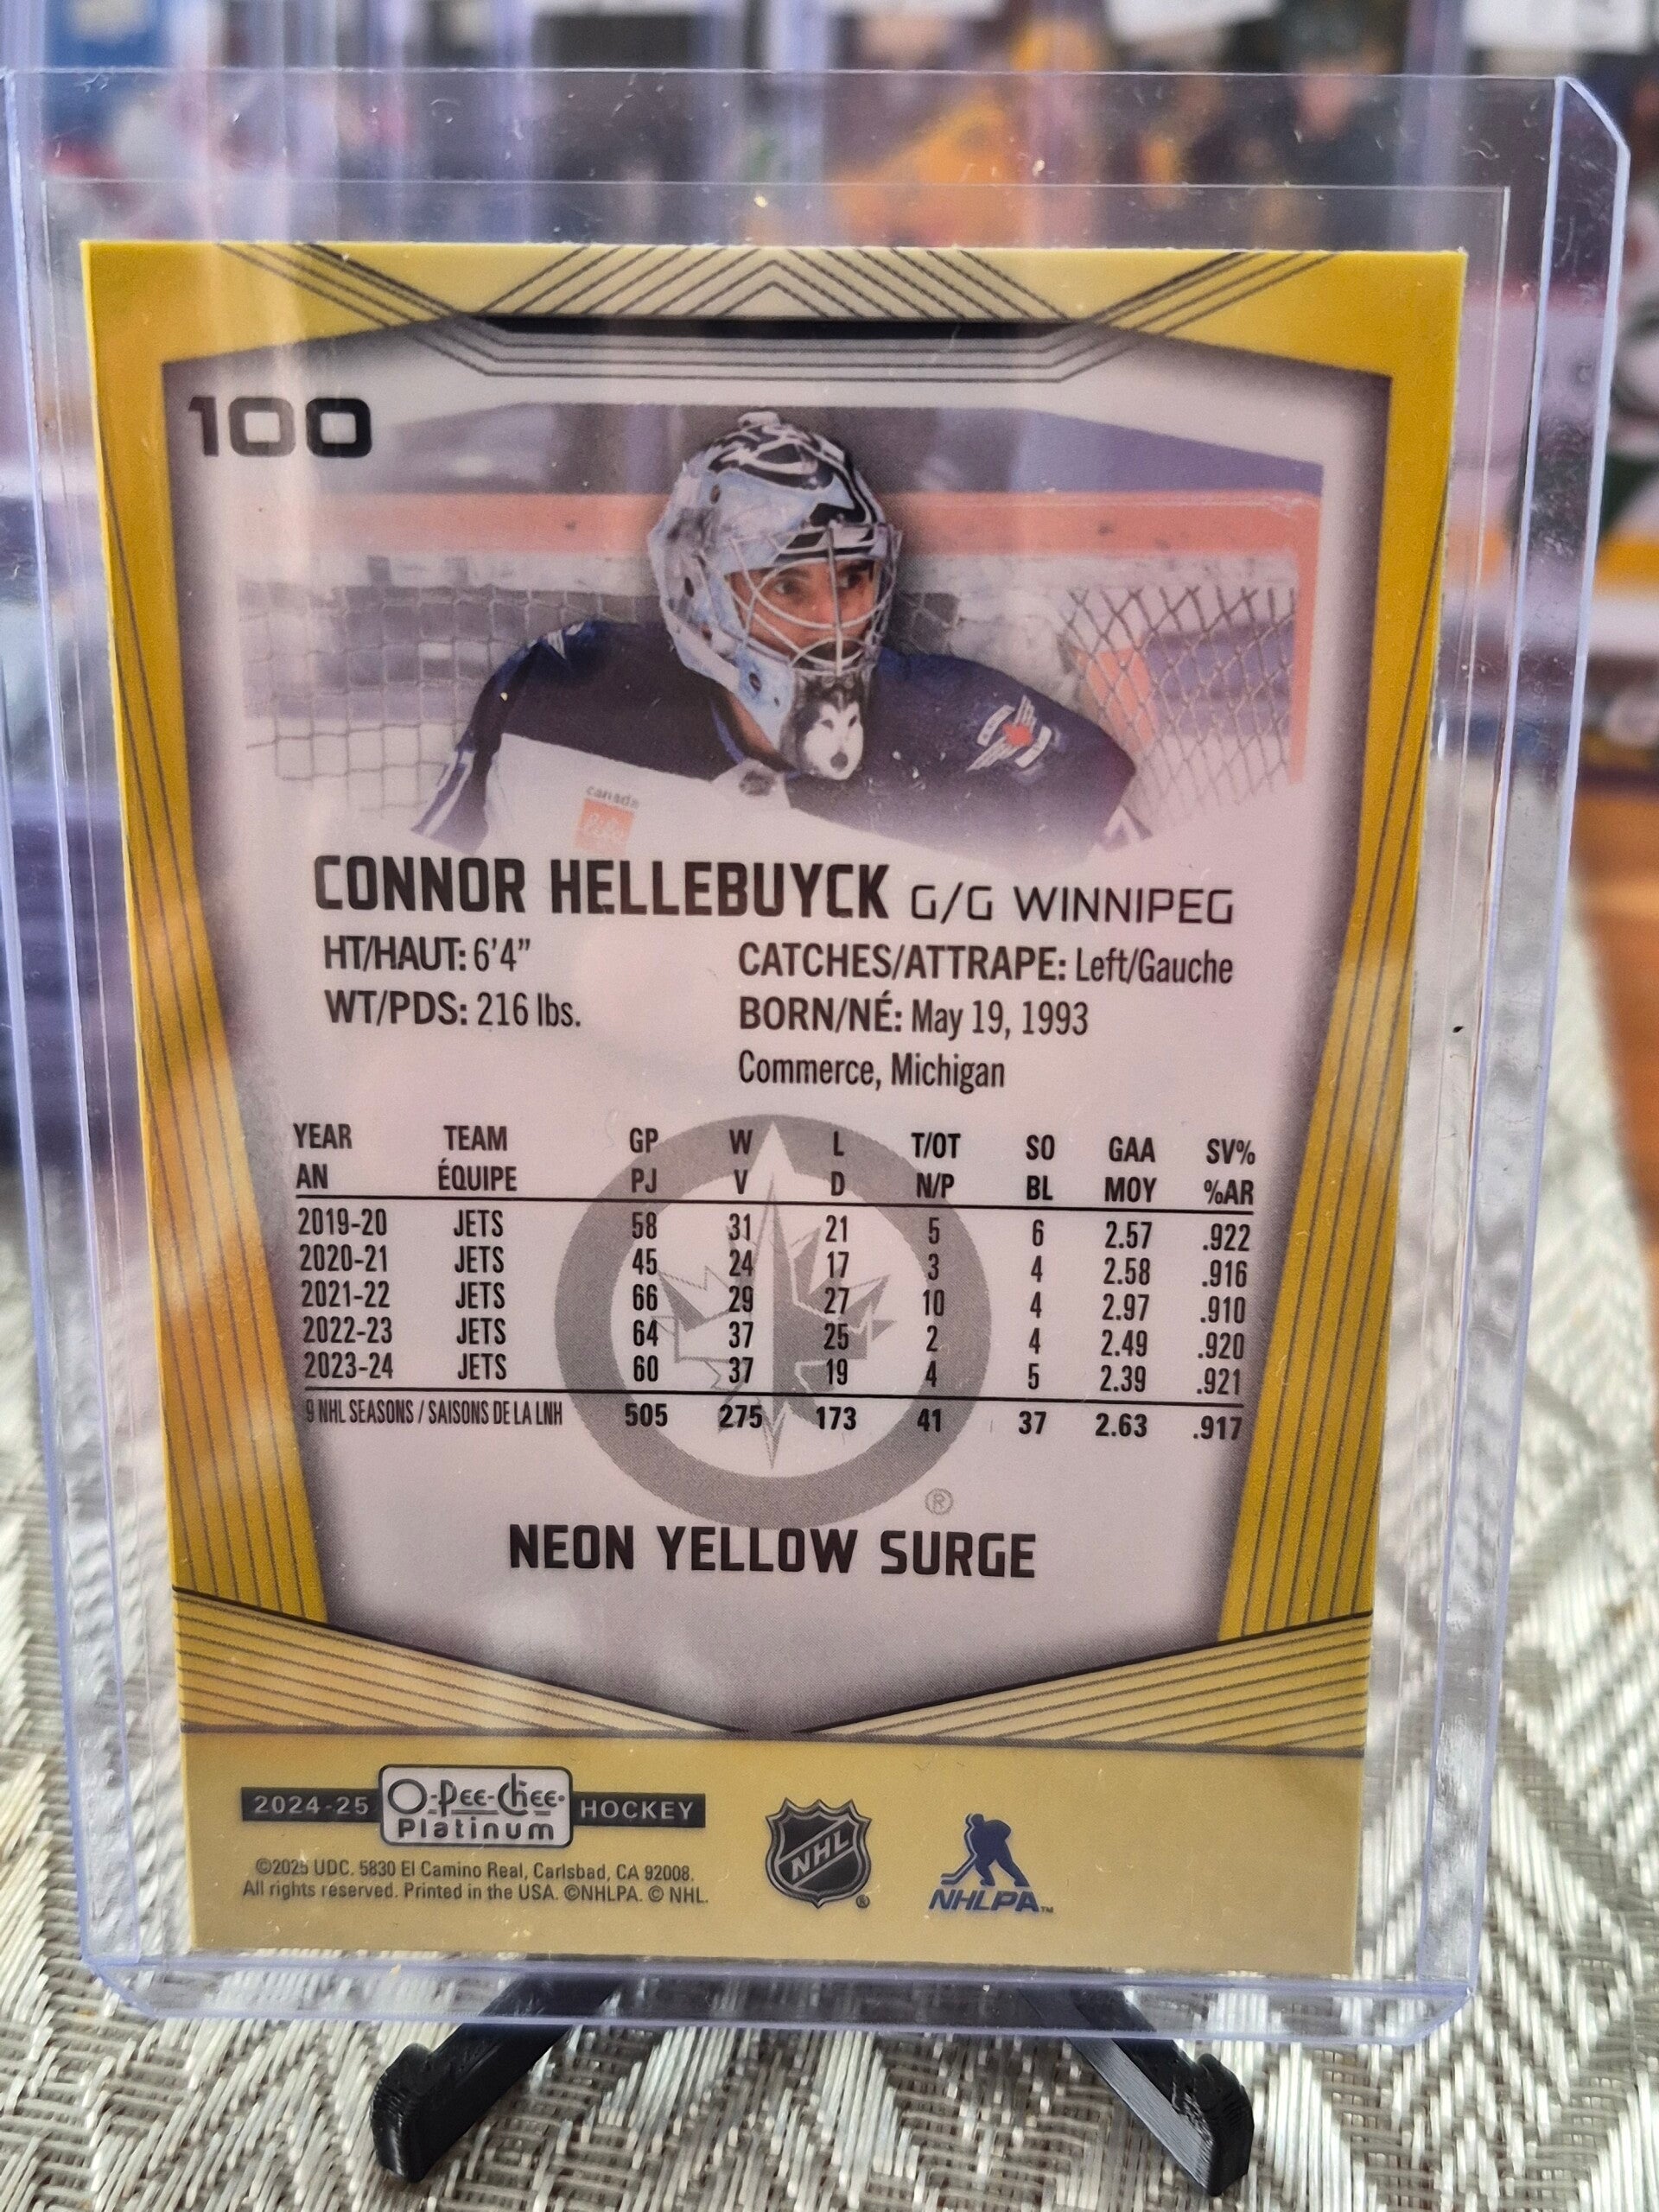 100
canada
life
CONNOR HELLEBUYCK G/G WINNIPEG
HT/HAUT: 6'4"
WT/PDS: 216 lbs.
CATCHES/ATTRAPE: Left/Gauche
BORN/NÉ: May 19, 1993
Commerce, Michigan
YEAR TEAM GP W L T/OT SO GAA SV%
AN ÉQUIPE PJ V D N/P BL MOY %AR
2019-20 JETS 58 31 21 5 6 2.57 .922
2020-21 JETS 45 24 17 3 4 2.58 .916
2021-22 JETS 66 29 27 10 4 2.97 .910
2022-23 JETS 64 37 25 2 4 2.49 .920
2023-24 JETS 60 37 19 4 5 2.39 .921
9 NHL SEASONS / SAISONS DE LA LNH 505 275 173 41 37 2.63 .917
®
NEON YELLOW SURGE
2024-25 O-Pee-Chee Platinum HOCKEY
©2025 UDC. 5830 El Camino Real, Carlsbad, CA 92008.
All rights reserved. Printed in the USA. ©NHLPA. © NHL.
NHL ®
NHLPA™